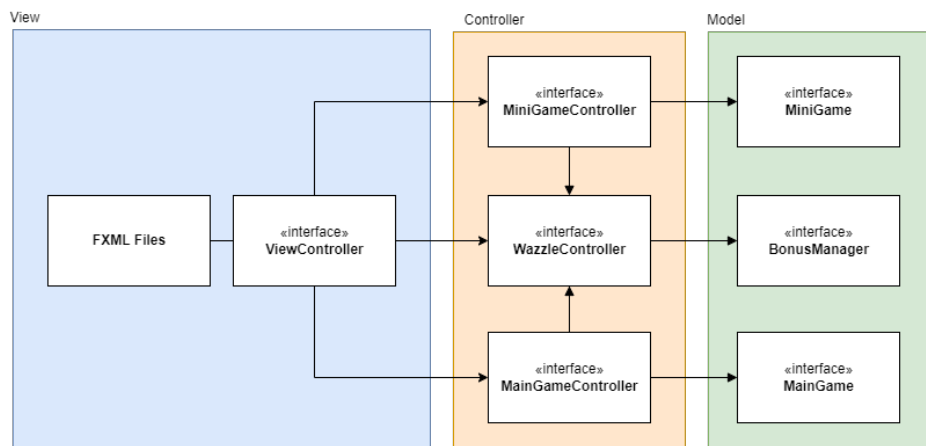 View
Controller
Model
«interface»
MiniGameController
«interface»
MiniGame
FXML Files
«interface»
ViewController
«interface»
WazzleController
«interface»
BonusManager
«interface»
MainGameController
«interface»
MainGame